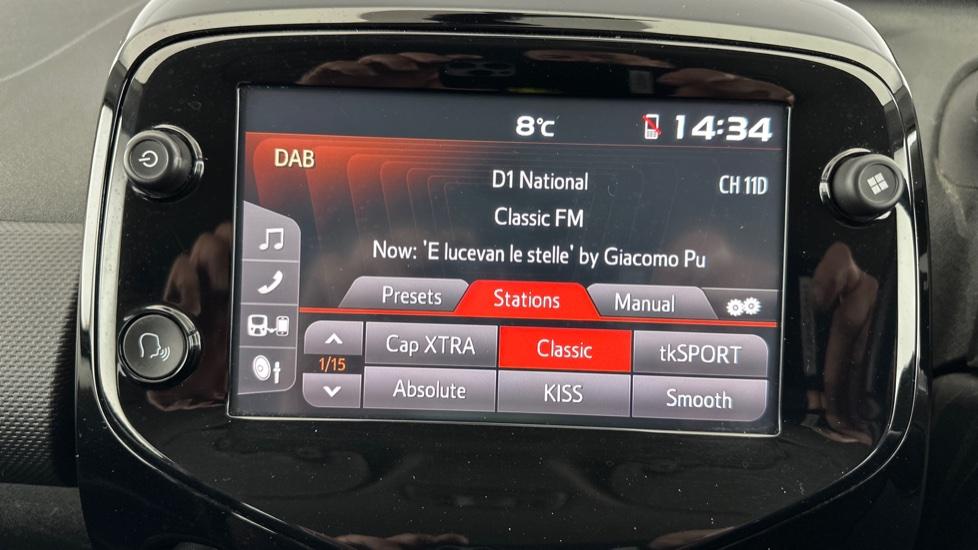 8°C 14:34
DAB
D1 National CH 11D
Classic FM
Now: 'E lucevan le stelle' by Giacomo Pu
Presets Stations Manual
1/15
Cap XTRA Classic tkSPORT
Absolute KISS Smooth